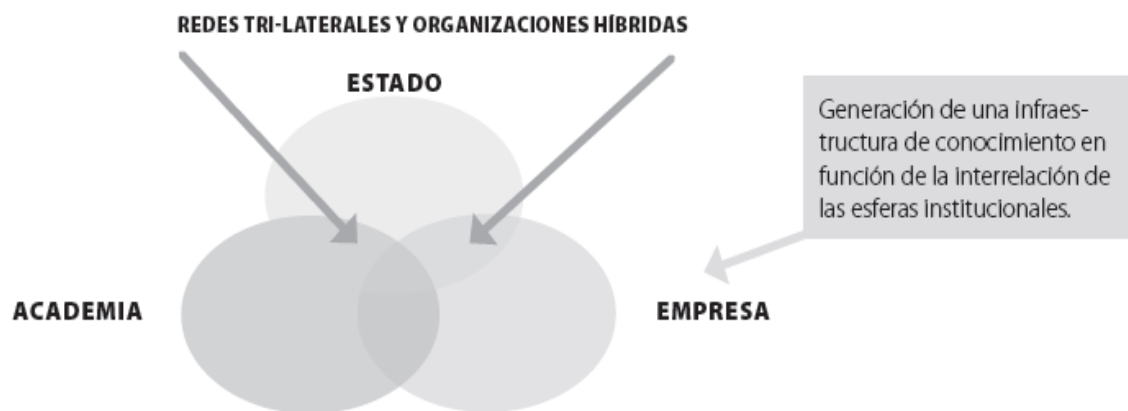 REDES TRI-LATERALES Y ORGANIZACIONES HÍBRIDAS
ESTADO
Generación de una infraes-
tructura de conocimiento en
función de la interrelación de
las esferas institucionales.
ACADEMIA
EMPRESA